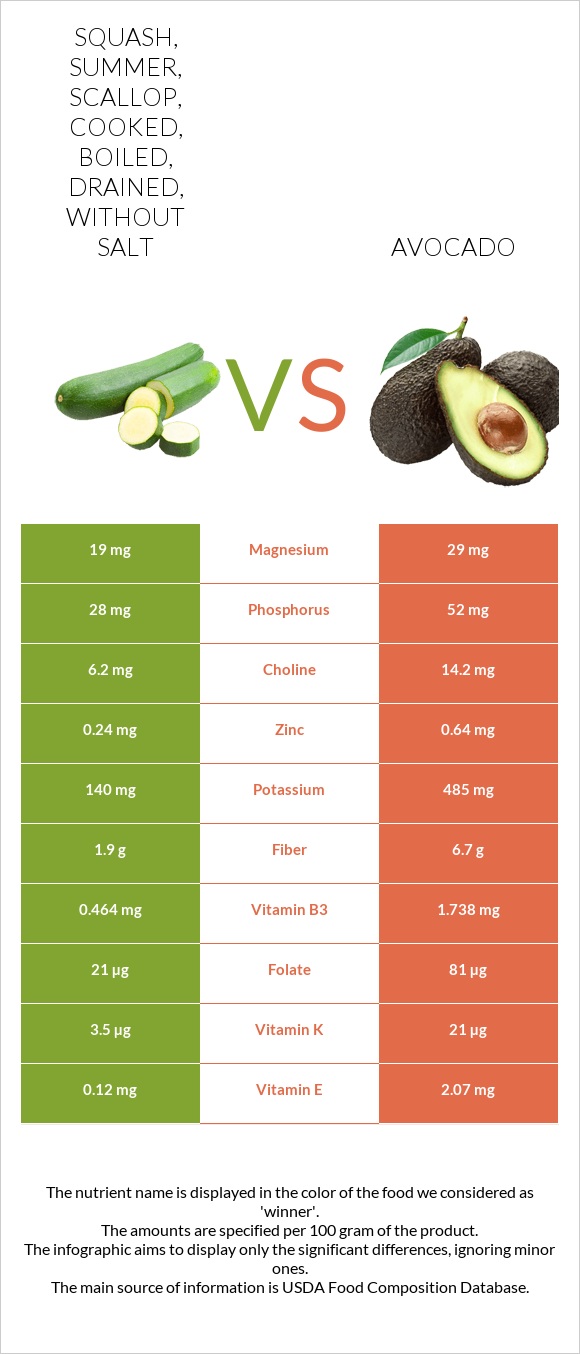 SQUASH,
SUMMER,
SCALLOP,
COOKED,
BOILED,
DRAINED,
WITHOUT
SALT
AVOCADO
VS
19 mg Magnesium 29 mg
28 mg Phosphorus 52 mg
6.2 mg Choline 14.2 mg
0.24 mg Zinc 0.64 mg
140 mg Potassium 485 mg
1.9 g Fiber 6.7 g
0.464 mg Vitamin B3 1.738 mg
21 µg Folate 81 µg
3.5 µg Vitamin K 21 µg
0.12 mg Vitamin E 2.07 mg
The nutrient name is displayed in the color of the food we considered as
'winner'.
The amounts are specified per 100 gram of the product.
The infographic aims to display only the significant differences, ignoring minor
ones.
The main source of information is USDA Food Composition Database.